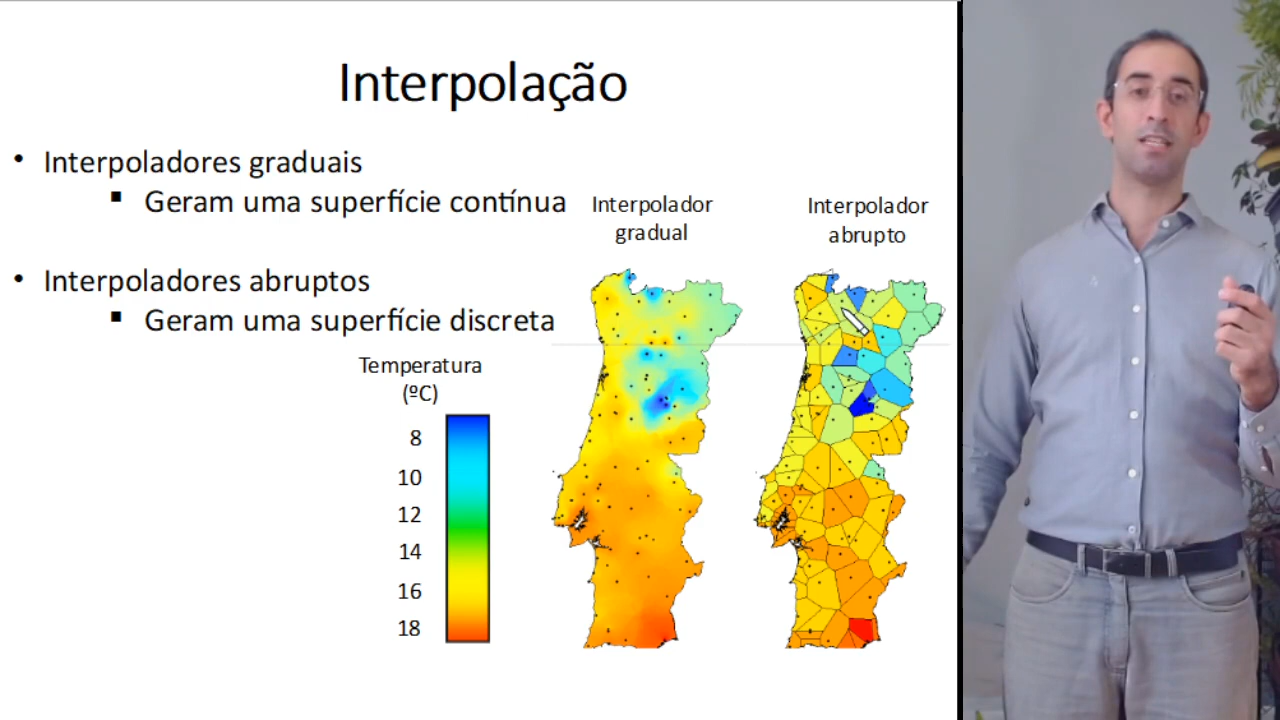 Interpolação
• Interpoladores graduais
▪ Geram uma superfície contínua
• Interpoladores abruptos
▪ Geram uma superfície discreta
Interpolador
gradual
Interpolador
abrupto
Temperatura
(ºC)
8
10
12
14
16
18